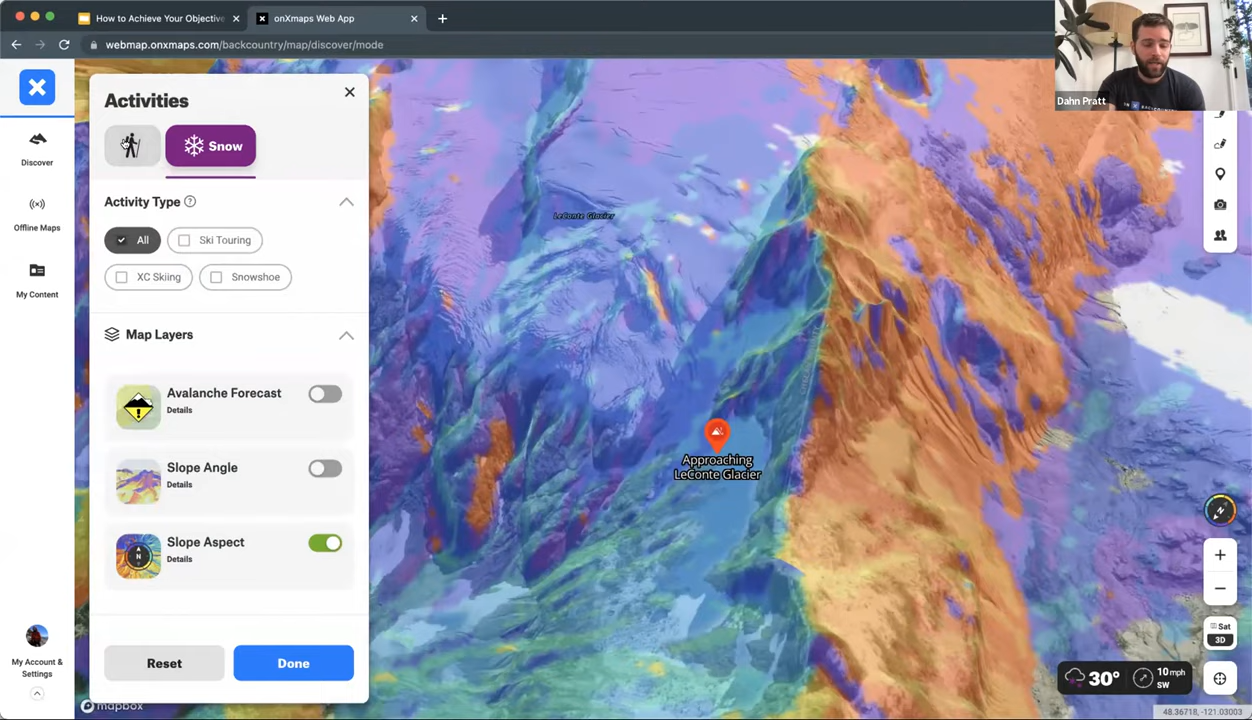 How to Achieve Your Objective
onXmaps Web App
webmap.onxmaps.com/backcountry/map/discover/mode
Dahn Pratt
Discover
Offline Maps
My Content
My Account &
Settings
Activities
Snow
Activity Type
All
Ski Touring
XC Skiing
Snowshoe
Map Layers
Avalanche Forecast
Details
Slope Angle
Details
Slope Aspect
Details
Reset
Done
LeConte Glacier
Approaching
LeConte Glacier
N
Sat
3D
30°
10 mph
SW
mapbox
48.36718, -121.03003